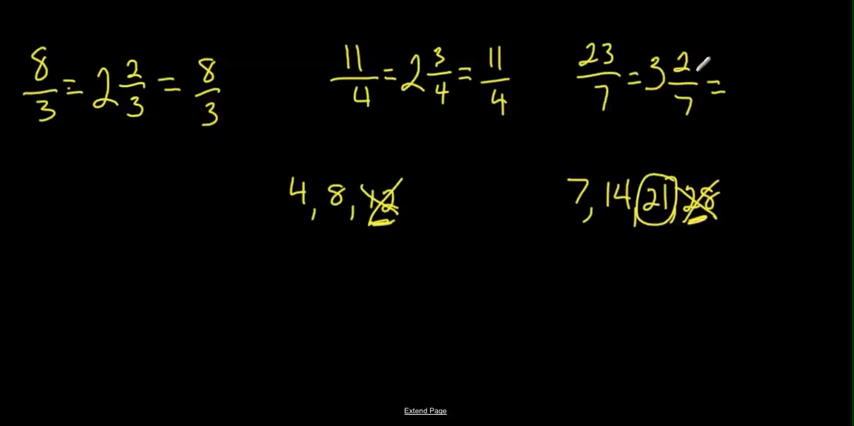 8/3 = 2 2/3 = 8/3
11/4 = 2 3/4 = 11/4
23/7 = 3 2/7 =
4, 8, 12
7, 14, 21, 28
Extend Page